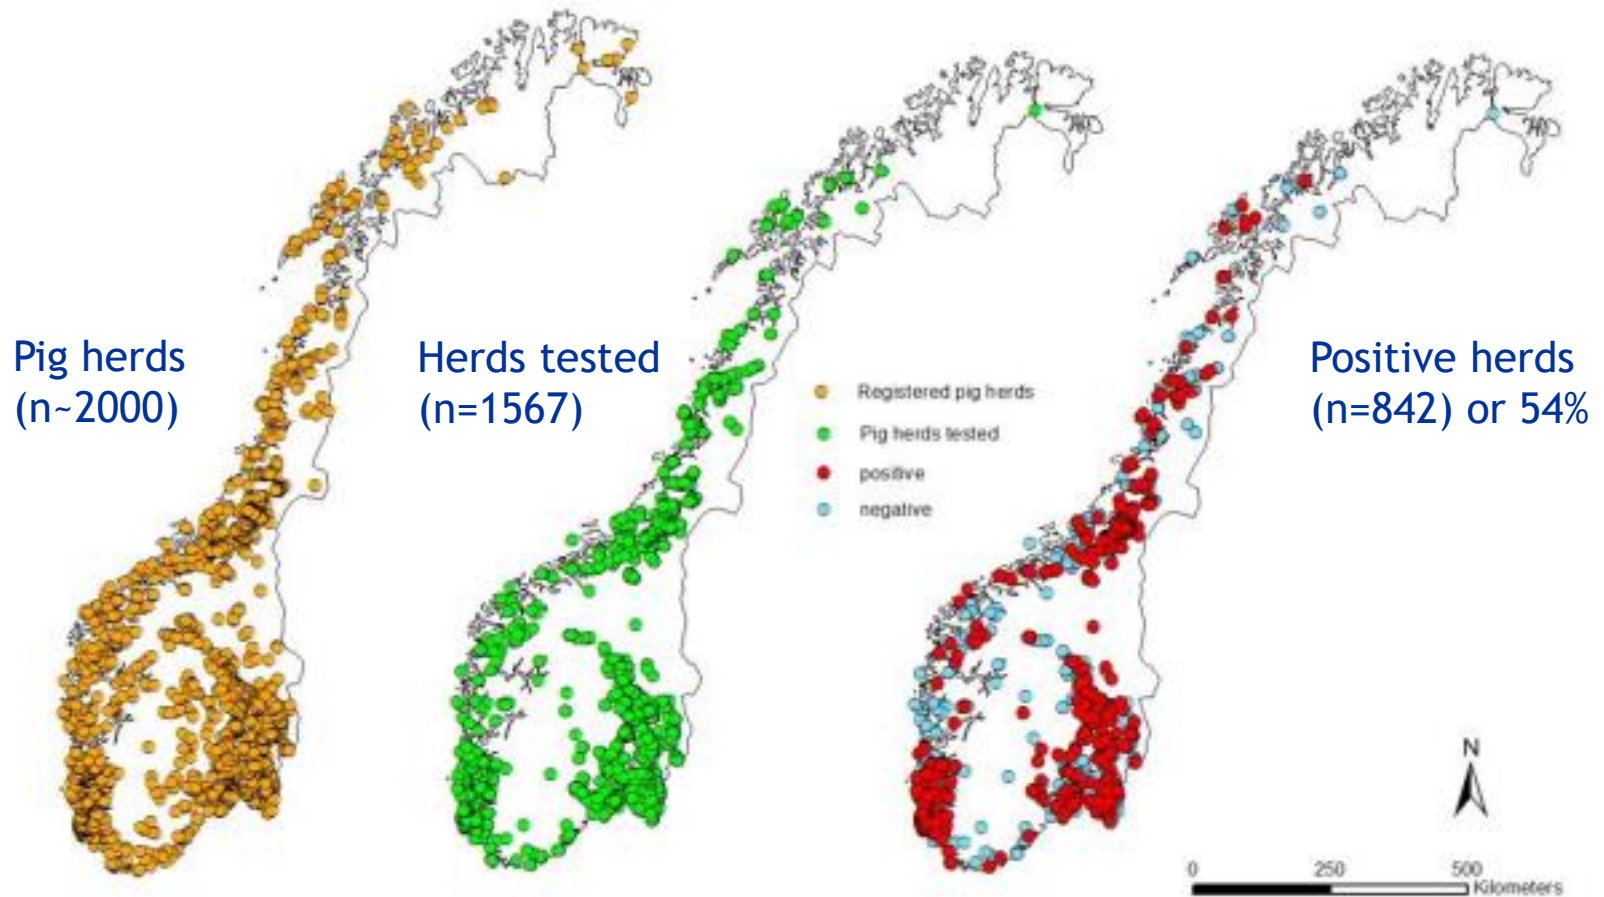 Pig herds
(n~2000)
Herds tested
(n=1567)
Registered pig herds
Pig herds tested
positive
negative
Positive herds
(n=842) or 54%
N
0 250 500
Kilometers